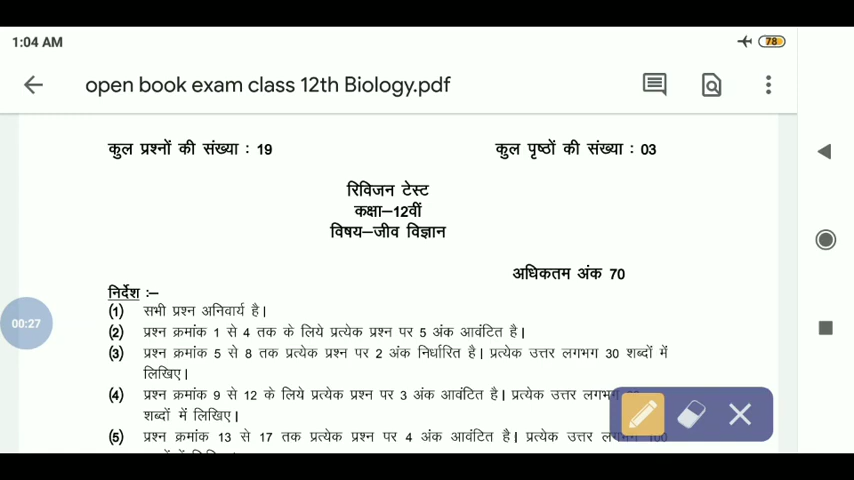 1:04 AM
78
open book exam class 12th Biology.pdf
कुल प्रश्नों की संख्या : 19
कुल पृष्ठों की संख्या : 03
रिविजन टेस्ट
कक्षा–12वीं
विषय–जीव विज्ञान
अधिकतम अंक 70
निर्देश :–
(1) सभी प्रश्न अनिवार्य है।
(2) प्रश्न क्रमांक 1 से 4 तक के लिये प्रत्येक प्रश्न पर 5 अंक आवंटित है।
(3) प्रश्न क्रमांक 5 से 8 तक प्रत्येक प्रश्न पर 2 अंक निर्धारित है। प्रत्येक उत्तर लगभग 30 शब्दों में
लिखिए।
(4) प्रश्न क्रमांक 9 से 12 के लिये प्रत्येक प्रश्न पर 3 अंक आवंटित है। प्रत्येक उत्तर लगभग
शब्दों में लिखिए।
(5) प्रश्न क्रमांक 13 से 17 तक प्रत्येक प्रश्न पर 4 अंक आवंटित है। प्रत्येक उत्तर लगभग 100
00:27